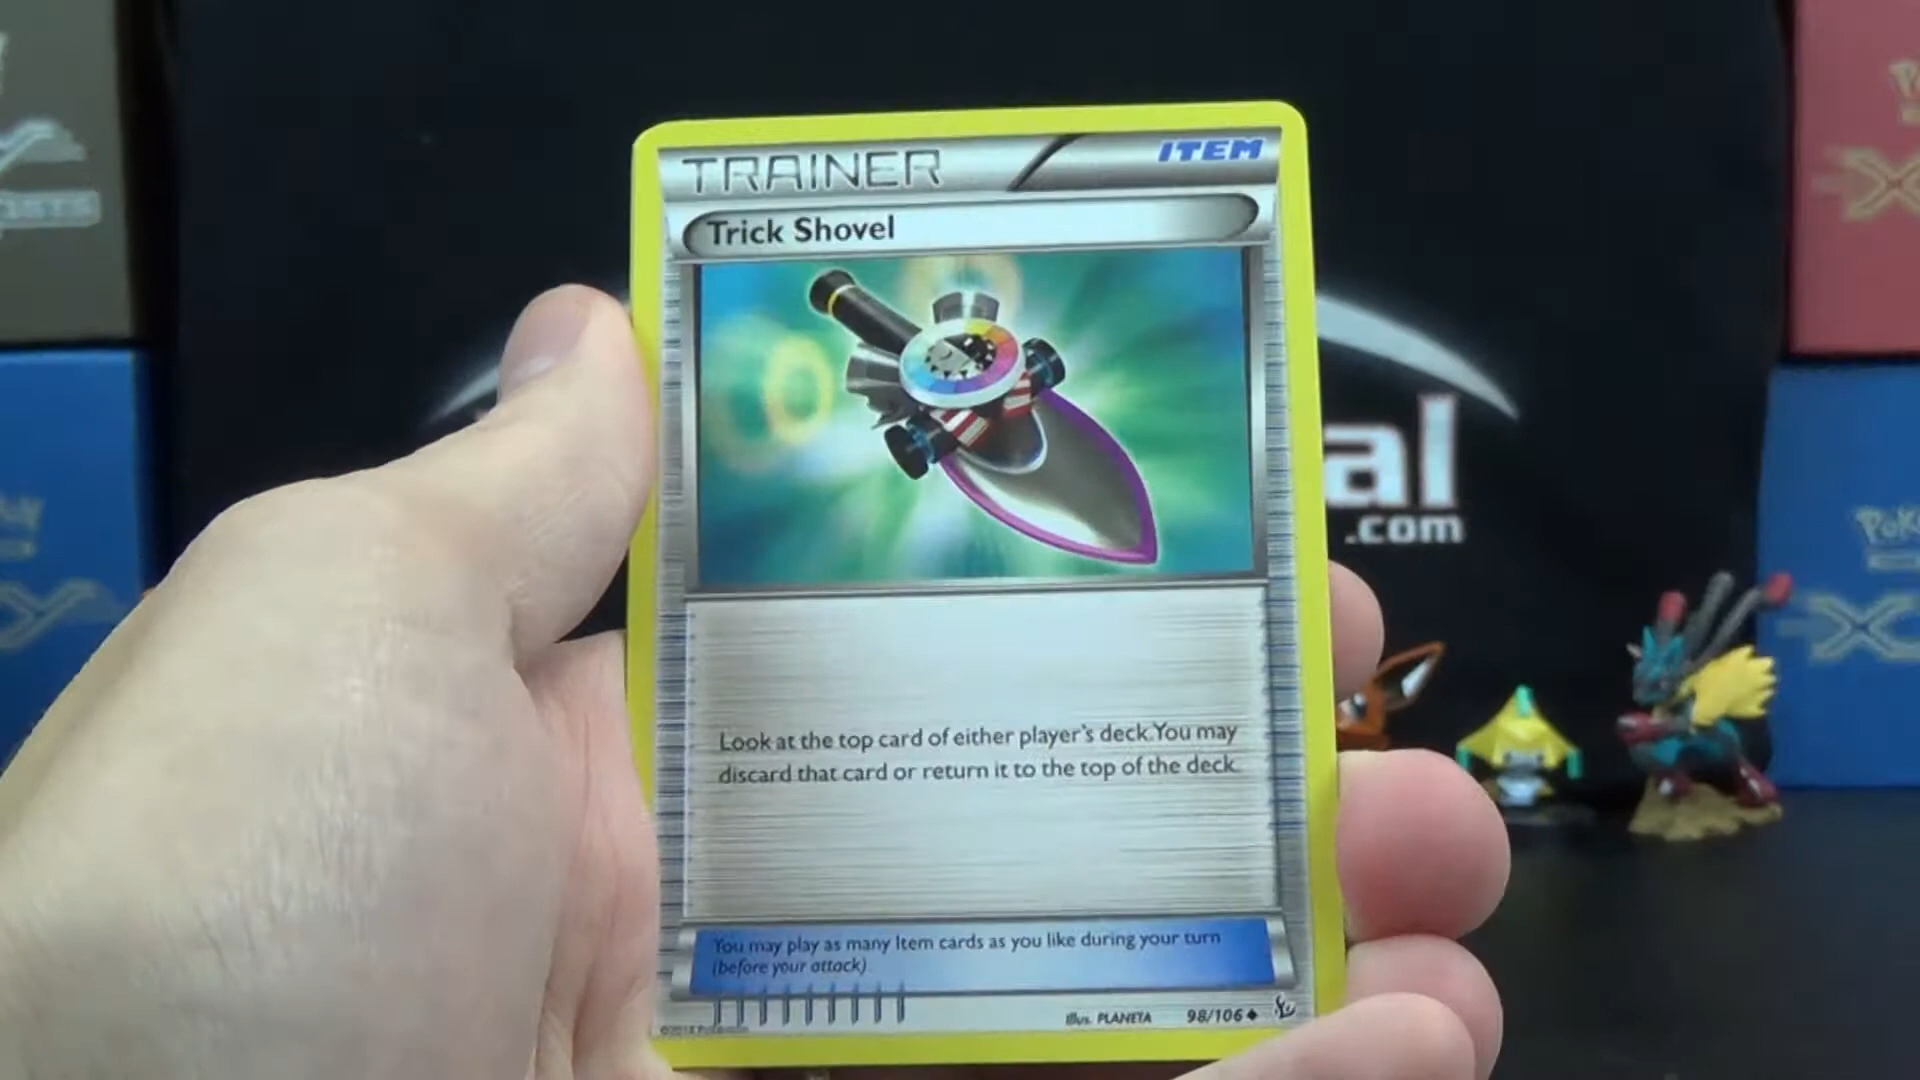 TRAINER
ITEM
Trick Shovel
Look at the top card of either player's deck. You may
discard that card or return it to the top of the deck.
You may play as many Item cards as you like during your turn
(before your attack).
Illus. PLANETA
98/106
al
.com